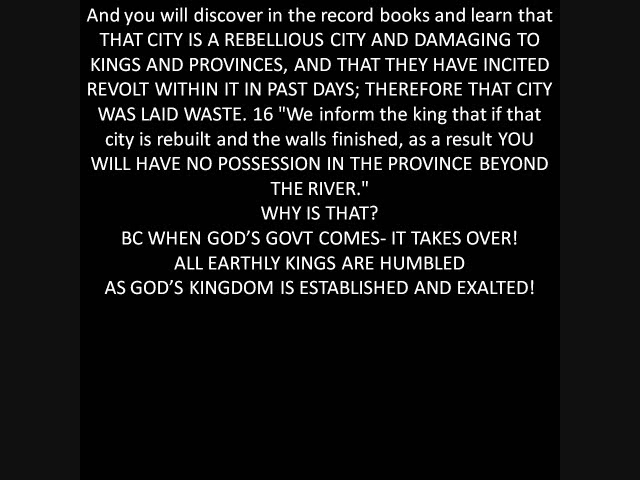 And you will discover in the record books and learn that
THAT CITY IS A REBELLIOUS CITY AND DAMAGING TO
KINGS AND PROVINCES, AND THAT THEY HAVE INCITED
REVOLT WITHIN IT IN PAST DAYS; THEREFORE THAT CITY
WAS LAID WASTE. 16 "We inform the king that if that
city is rebuilt and the walls finished, as a result YOU
WILL HAVE NO POSSESSION IN THE PROVINCE BEYOND
THE RIVER."
WHY IS THAT?
BC WHEN GOD’S GOVT COMES- IT TAKES OVER!
ALL EARTHLY KINGS ARE HUMBLED
AS GOD’S KINGDOM IS ESTABLISHED AND EXALTED!